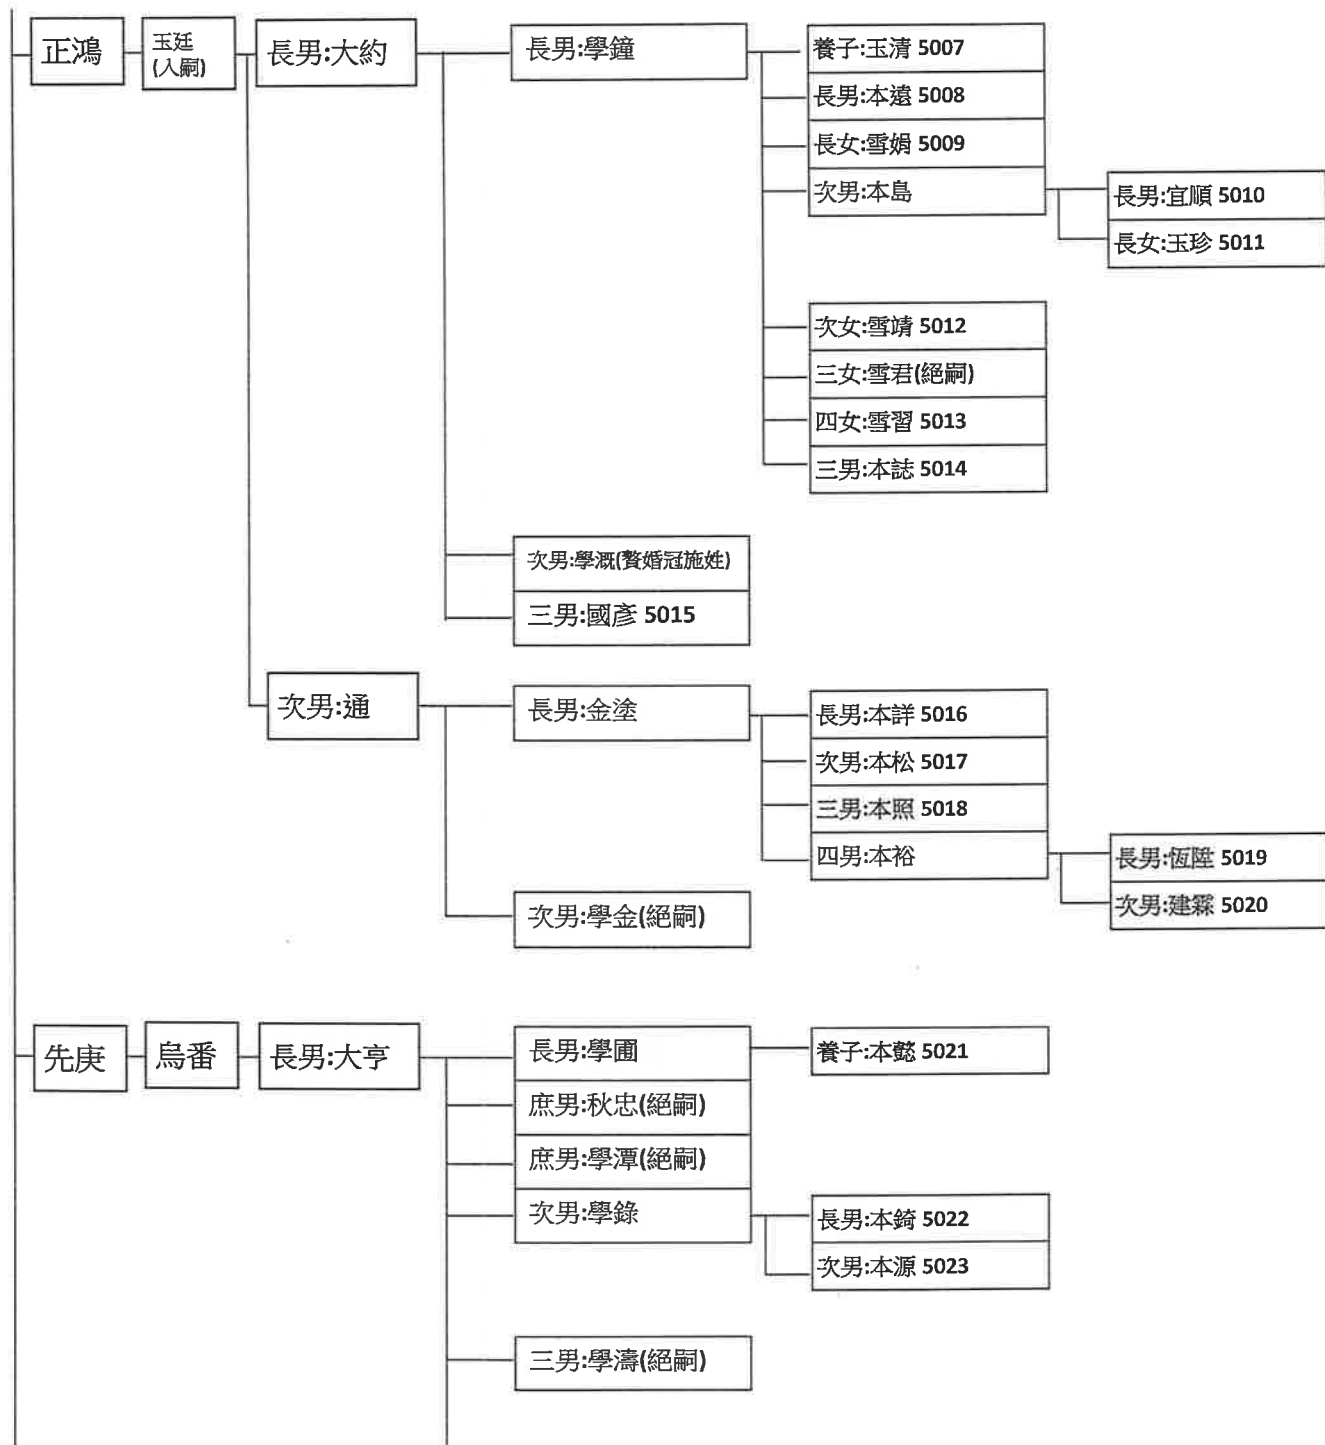 正鴻
玉廷
(入嗣)
長男:大約
長男:學鐘
養子:玉清 5007
長男:本遠 5008
長女:雪娟 5009
次男:本島
長男:宜順 5010
長女:玉珍 5011
次女:雪靖 5012
三女:雪君(絕嗣)
四女:雪習 5013
三男:本誌 5014
次男:學溉(贅婚冠施姓)
三男:國彥 5015
次男:通
長男:金塗
長男:本詳 5016
次男:本松 5017
三男:本照 5018
四男:本裕
長男:恆陞 5019
次男:建霖 5020
次男:學金(絕嗣)
先庚
烏番
長男:大亨
長男:學圃
養子:本懿 5021
庶男:秋忠(絕嗣)
庶男:學潭(絕嗣)
次男:學錄
長男:本錡 5022
次男:本源 5023
三男:學濤(絕嗣)